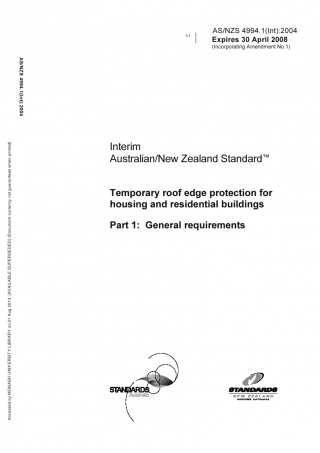 AS/NZS 4994.1(Int):2004
A1
Expires 30 April 2008
(Incorporating Amendment No.1)
AS/NZS 4994.1(Int):2004
Accessed by MONASH UNIVERSITY LIBRARY on 21 Aug 2010 [AVAILABLE SUPERSEDED] (Document currency not guaranteed when printed)
Interim
Australian/New Zealand Standard™
Temporary roof edge protection for
housing and residential buildings
Part 1: General requirements
STANDARDS
Australia
STANDARDS
NEW ZEALAND